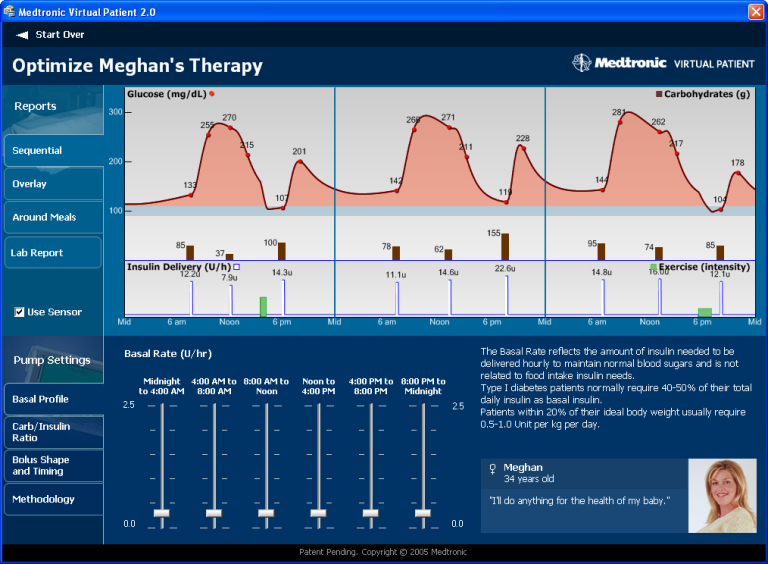 Medtronic Virtual Patient 2.0
Start Over
Optimize Meghan's Therapy
Medtronic VIRTUAL PATIENT
Reports
Sequential
Overlay
Around Meals
Lab Report
Use Sensor
Glucose (mg/dL)
Carbohydrates (g)
300
200
100
133 255 270 215 107 201 142 266 271 211 119 228 144 281 262 217 104 178
85 37 100 78 62 155 95 74 85
Insulin Delivery (U/h)
Exercise (intensity)
12.2u 7.9u 14.3u 11.1u 14.6u 22.6u 14.8u 16.0u 12.1u
Mid 6 am Noon 6 pm Mid 6 am Noon 6 pm Mid 6 am Noon 6 pm Mid
Pump Settings
Basal Profile
Carb/Insulin
Ratio
Bolus Shape
and Timing
Methodology
Basal Rate (U/hr)
Midnight
to 4:00 AM
4:00 AM to
8:00 AM
8:00 AM to
Noon
Noon to
4:00 PM
4:00 PM to
8:00 PM
8:00 PM to
Midnight
2.5 2.5
0.0 0.0
The Basal Rate reflects the amount of insulin needed to be
delivered hourly to maintain normal blood sugars and is not
related to food intake insulin needs.
Type I diabetes patients normally require 40-50% of their total
daily insulin as basal insulin.
Patients within 20% of their ideal body weight usually require
0.5-1.0 Unit per kg per day.
Meghan
34 years old
"I'll do anything for the health of my baby."
Patent Pending. Copyright © 2005 Medtronic